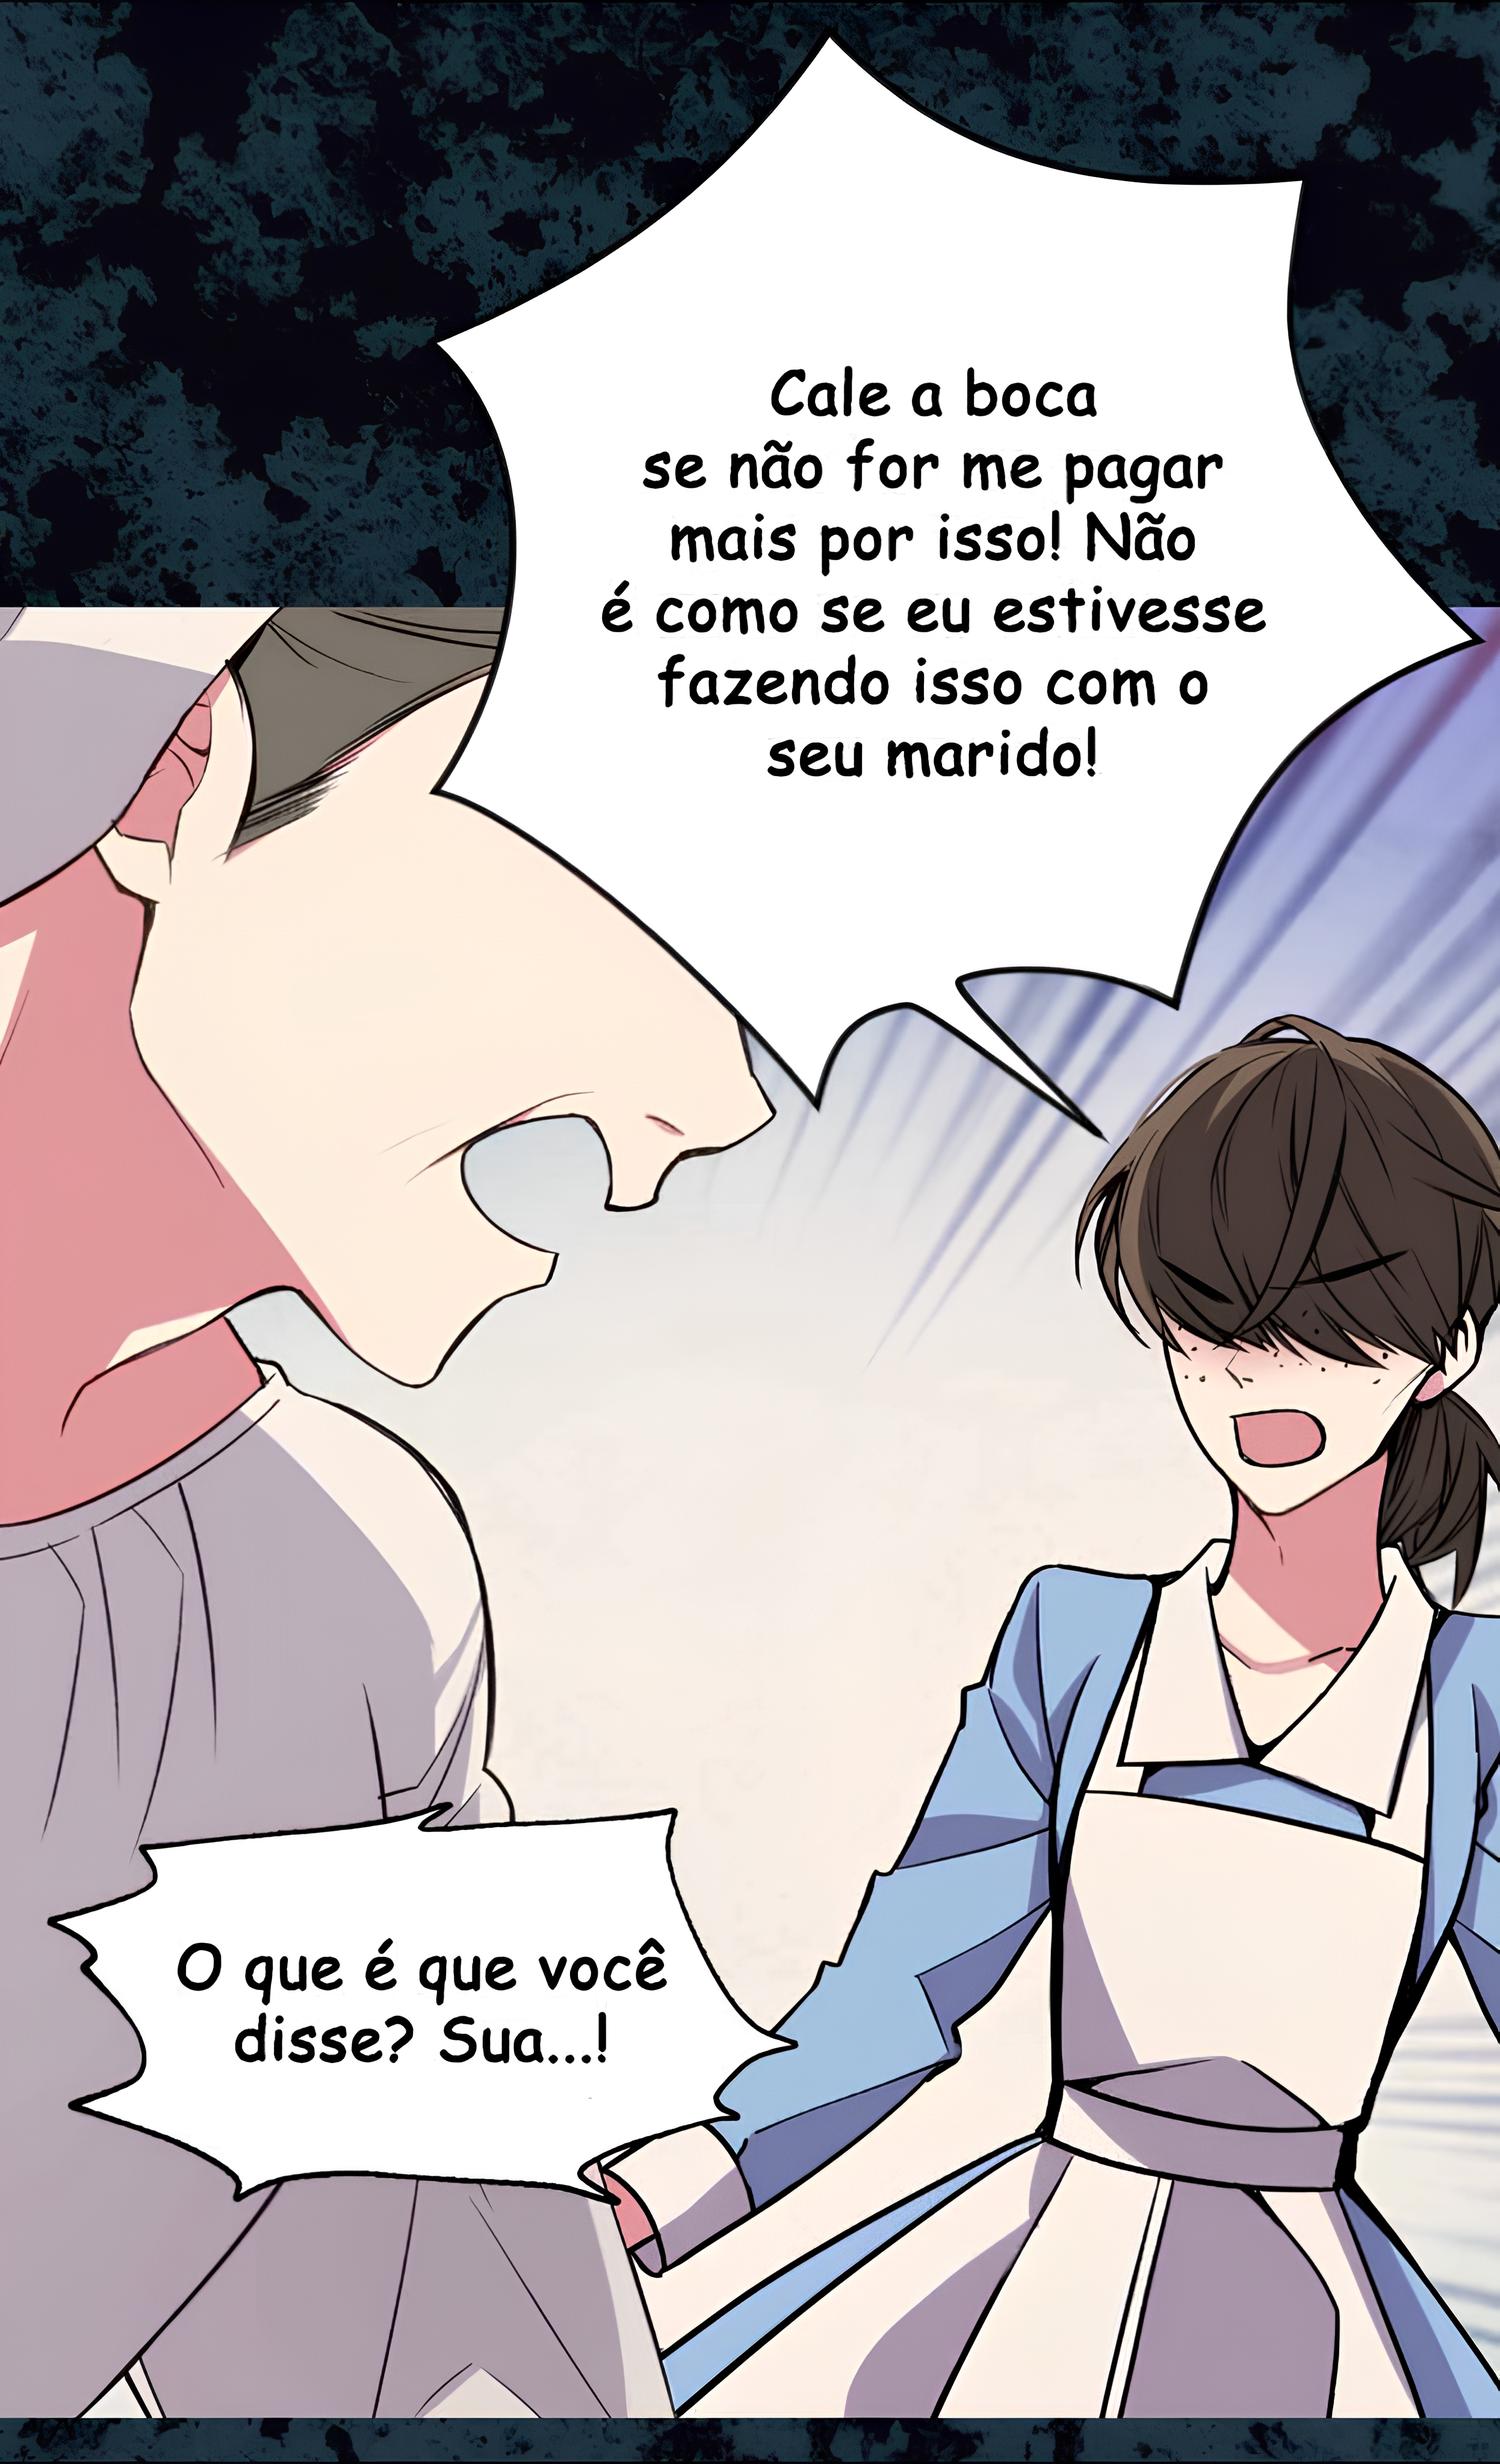 Cale a boca
se não for me pagar
mais por isso! Não
é como se eu estivesse
fazendo isso com o
seu marido!
O que é que você
disse? Sua...!